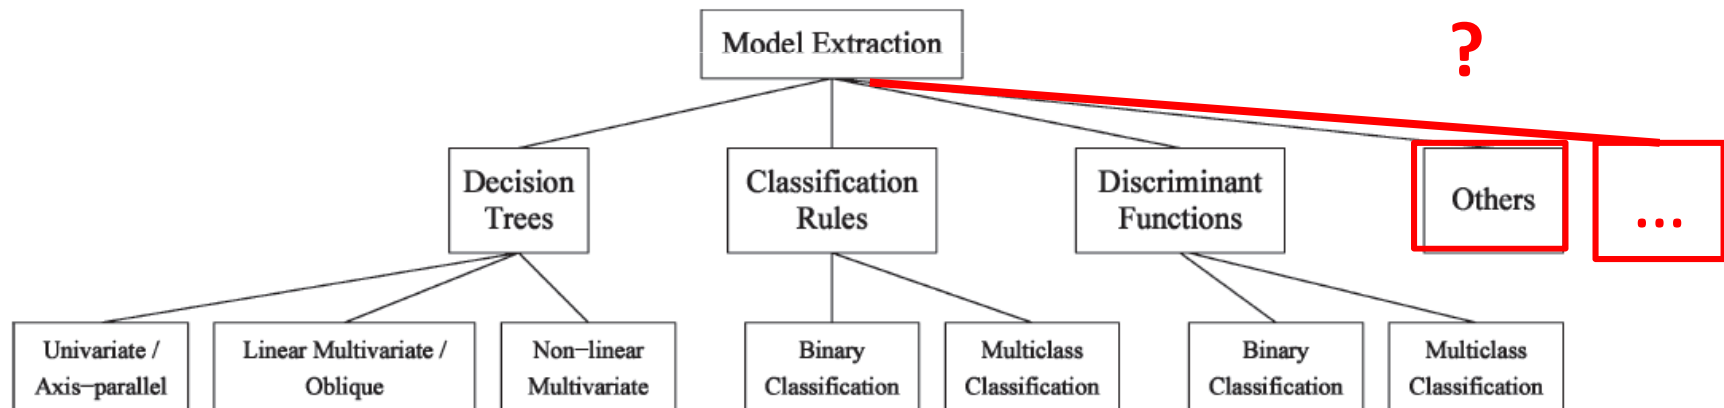 Model Extraction
?
Decision
Trees
Classification
Rules
Discriminant
Functions
Others
...
Univariate /
Axis-parallel
Linear Multivariate /
Oblique
Non-linear
Multivariate
Binary
Classification
Multiclass
Classification
Binary
Classification
Multiclass
Classification